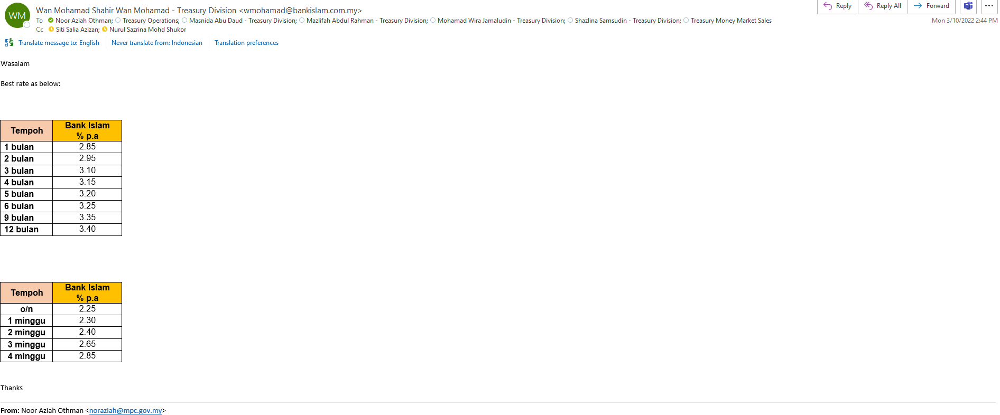 WM
Wan Mohamad Shahir Wan Mohamad - Treasury Division <wmohamad@bankislam.com.my>
Reply
Reply All
Forward
To Noor Aziah Othman; Treasury Operations; Masnida Abu Daud - Treasury Division; Mazlifah Abdul Rahman - Treasury Division; Mohamad Wira Jamaludin - Treasury Division; Shazlina Samsudin - Treasury Division; Treasury Money Market Sales
Mon 3/10/2022 2:44 PM
Cc Siti Salia Azizan; Nurul Sazrina Mohd Shukor
Translate message to: English
Never translate from: Indonesian
Translation preferences
Wasalam
Best rate as below:
Tempoh
Bank Islam
% p.a
1 bulan 2.85
2 bulan 2.95
3 bulan 3.10
4 bulan 3.15
5 bulan 3.20
6 bulan 3.25
9 bulan 3.35
12 bulan 3.40
Tempoh
Bank Islam
% p.a
o/n 2.25
1 minggu 2.30
2 minggu 2.40
3 minggu 2.65
4 minggu 2.85
Thanks
From: Noor Aziah Othman <noraziah@mpc.gov.my>